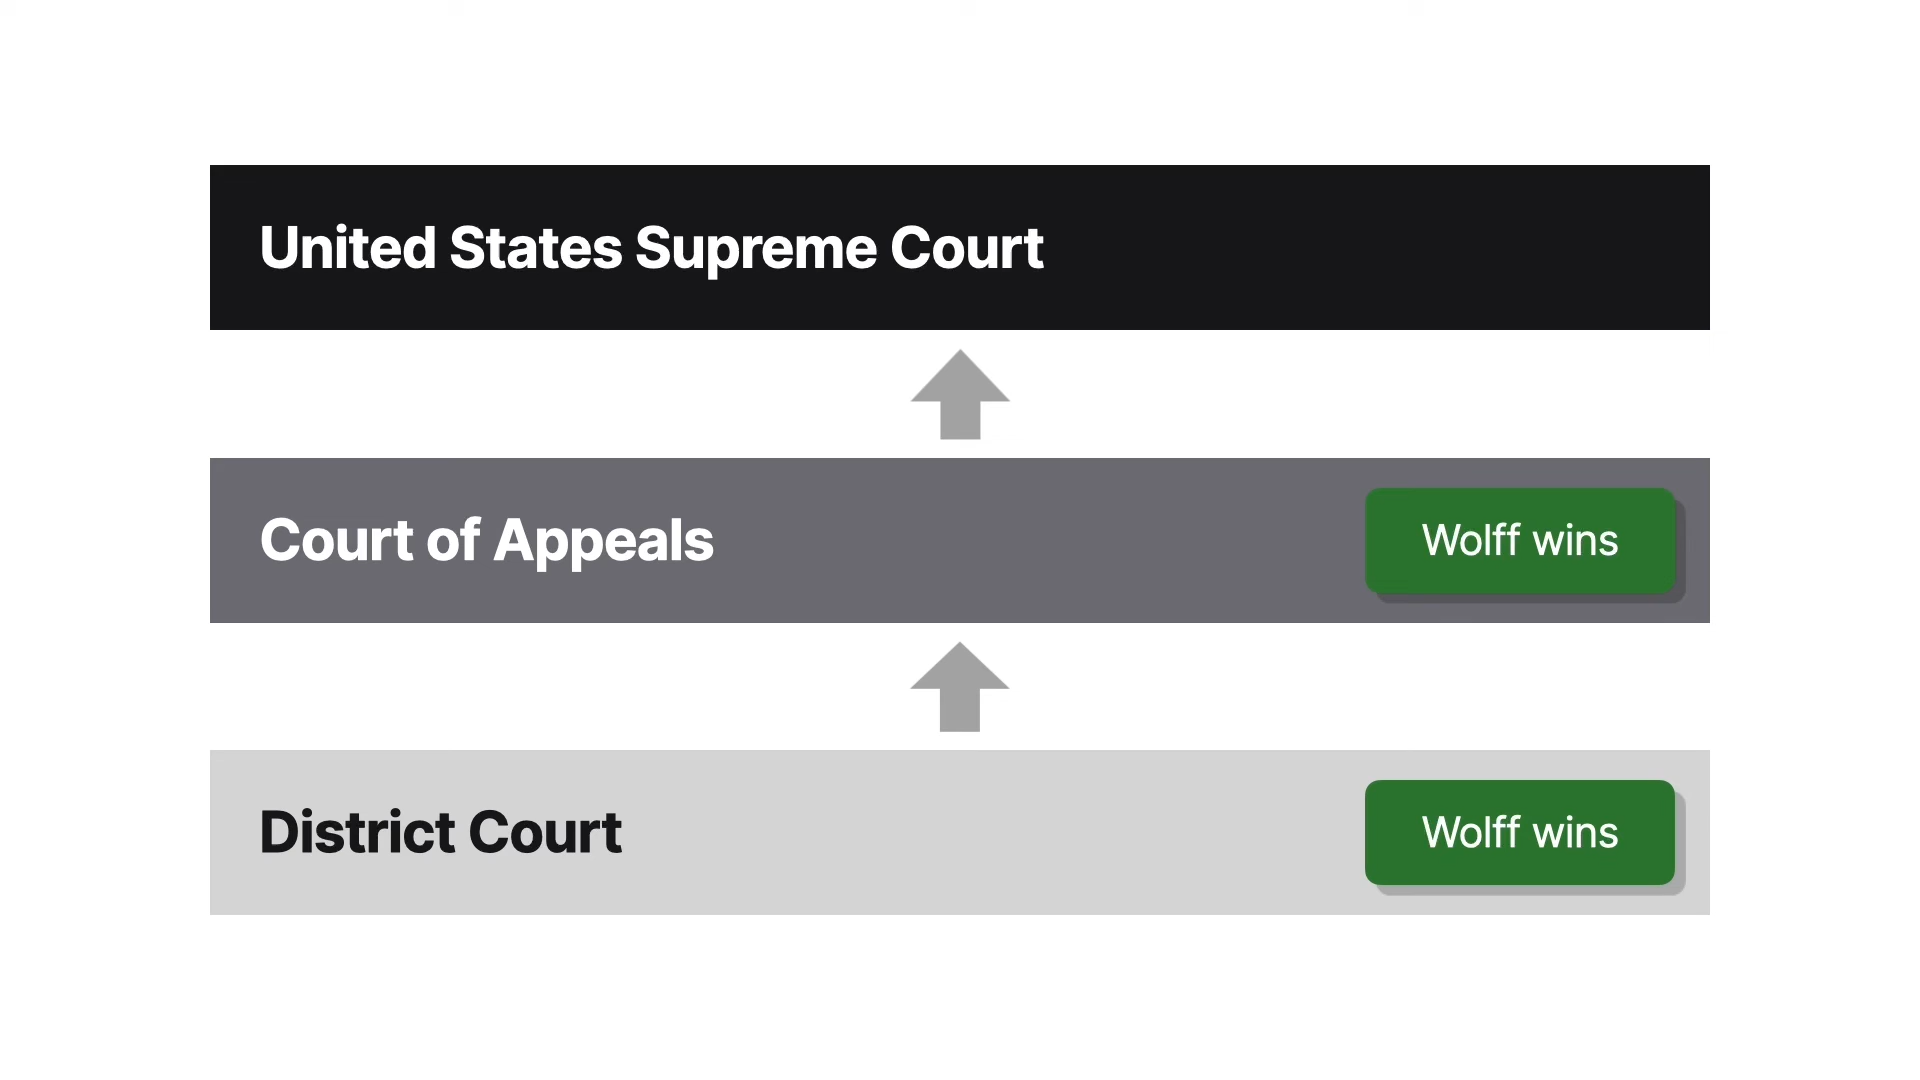 United States Supreme Court
Court of Appeals
Wolff wins
District Court
Wolff wins